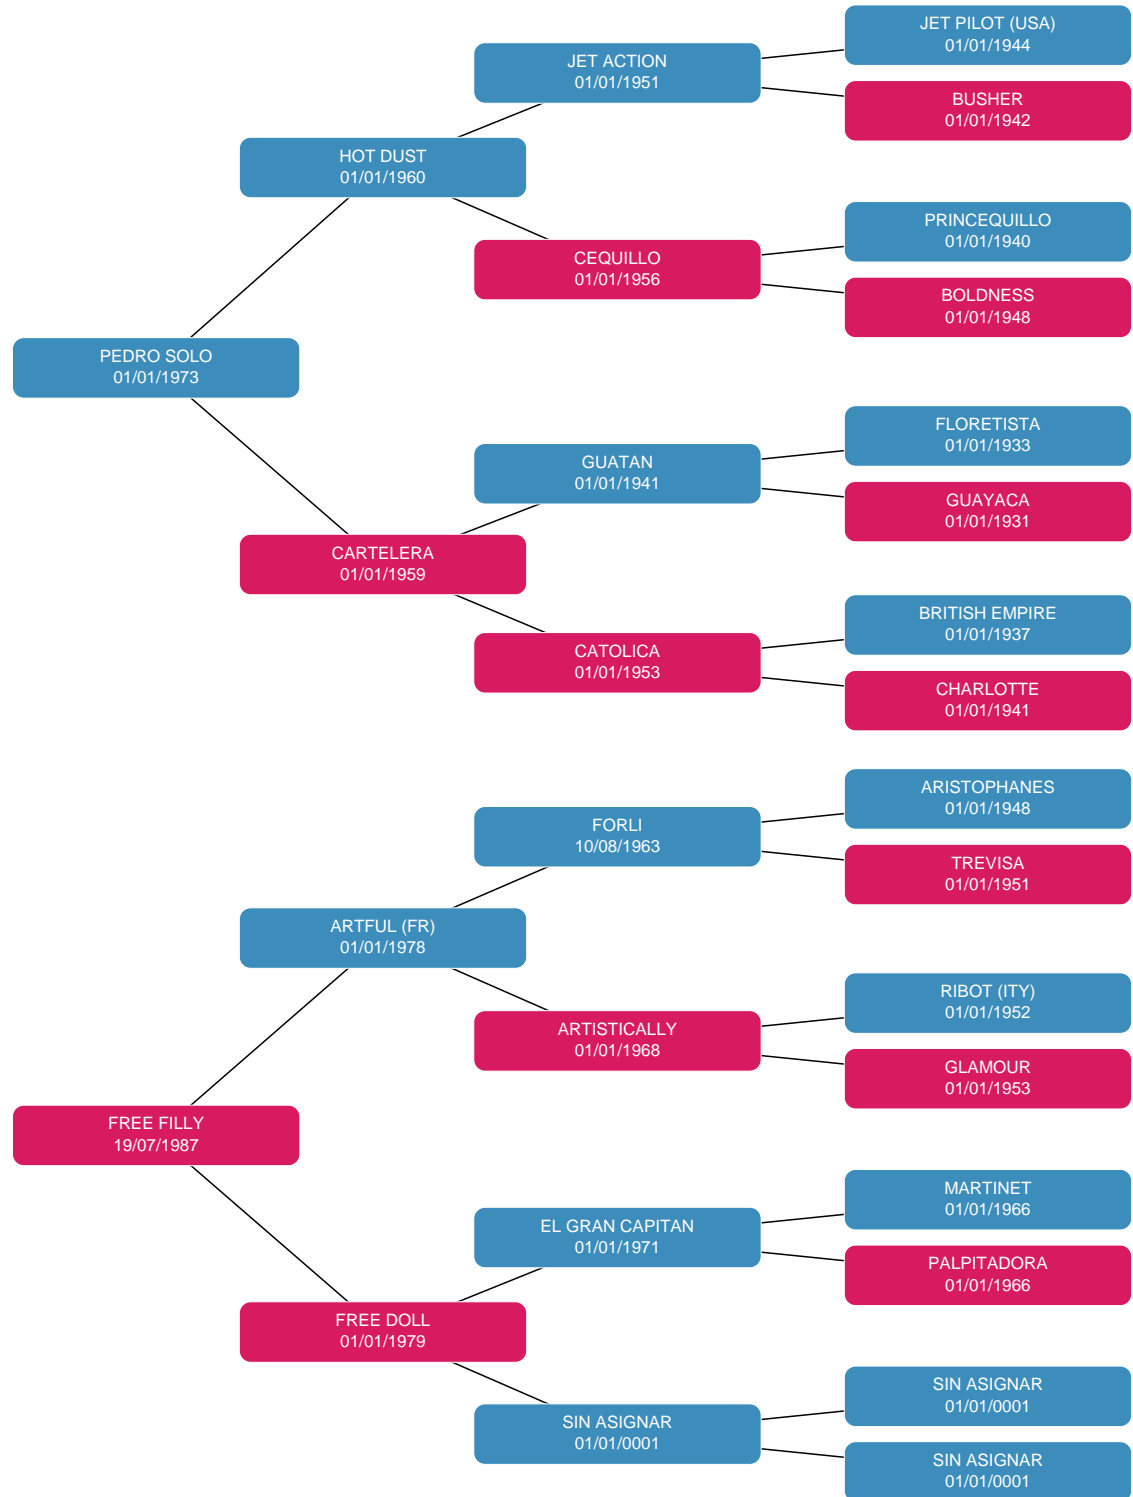 JET PILOT (USA)
01/01/1944
JET ACTION
01/01/1951
BUSHER
01/01/1942
HOT DUST
01/01/1960
PRINCEQUILLO
01/01/1940
CEQUILLO
01/01/1956
BOLDNESS
01/01/1948
PEDRO SOLO
01/01/1973
FLORETISTA
01/01/1933
GUATAN
01/01/1941
GUAYACA
01/01/1931
CARTELERA
01/01/1959
BRITISH EMPIRE
01/01/1937
CATOLICA
01/01/1953
CHARLOTTE
01/01/1941
ARISTOPHANES
01/01/1948
FORLI
10/08/1963
TREVISA
01/01/1951
ARTFUL (FR)
01/01/1978
RIBOT (ITY)
01/01/1952
ARTISTICALLY
01/01/1968
GLAMOUR
01/01/1953
FREE FILLY
19/07/1987
MARTINET
01/01/1966
EL GRAN CAPITAN
01/01/1971
PALPITADORA
01/01/1966
FREE DOLL
01/01/1979
SIN ASIGNAR
01/01/0001
SIN ASIGNAR
01/01/0001
SIN ASIGNAR
01/01/0001